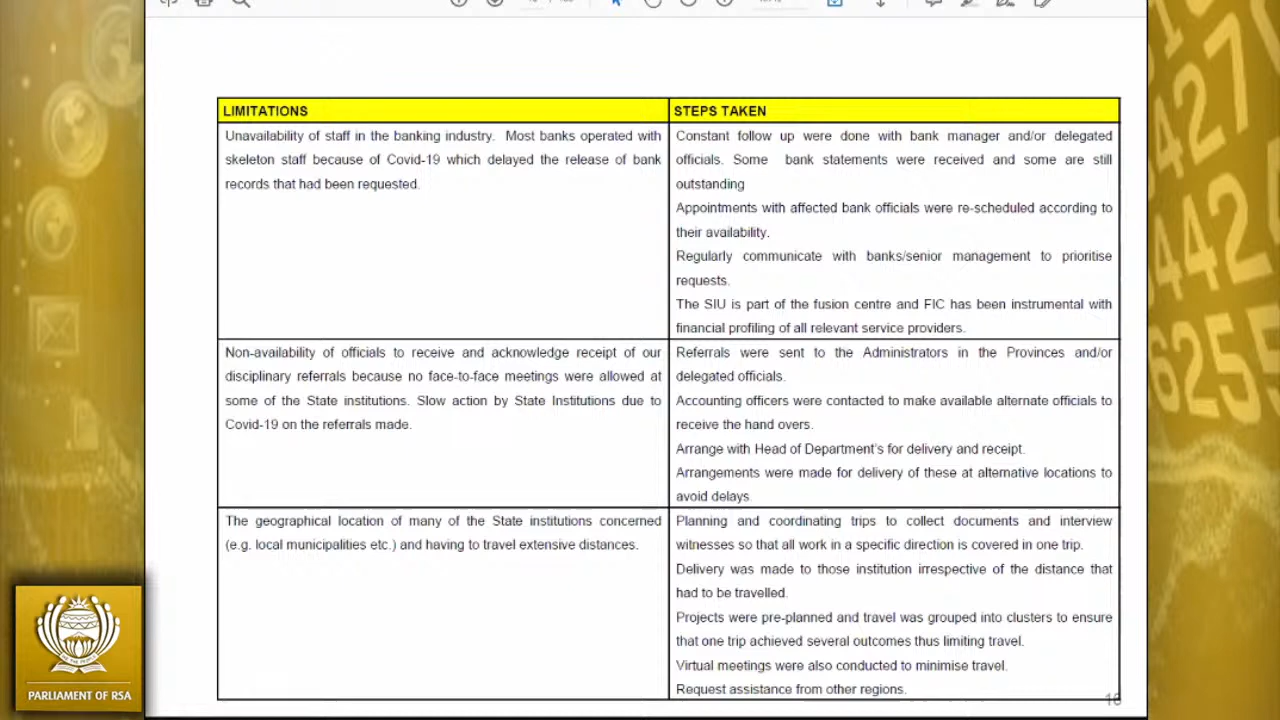 LIMITATIONS
Unavailability of staff in the banking industry. Most banks operated with
skeleton staff because of Covid-19 which delayed the release of bank
records that had been requested.
STEPS TAKEN
Constant follow up were done with bank manager and/or delegated
officials. Some bank statements were received and some are still
outstanding
Appointments with affected bank officials were re-scheduled according to
their availability.
Regularly communicate with banks/senior management to prioritise
requests.
The SIU is part of the fusion centre and FIC has been instrumental with
financial profiling of all relevant service providers.
Non-availability of officials to receive and acknowledge receipt of our
disciplinary referrals because no face-to-face meetings were allowed at
some of the State institutions. Slow action by State Institutions due to
Covid-19 on the referrals made.
Referrals were sent to the Administrators in the Provinces and/or
delegated officials.
Accounting officers were contacted to make available alternate officials to
receive the hand overs.
Arrange with Head of Department's for delivery and receipt.
Arrangements were made for delivery of these at alternative locations to
avoid delays
The geographical location of many of the State institutions concerned
(e.g. local municipalities etc.) and having to travel extensive distances.
Planning and coordinating trips to collect documents and interview
witnesses so that all work in a specific direction is covered in one trip.
Delivery was made to those institution irrespective of the distance that
had to be travelled.
Projects were pre-planned and travel was grouped into clusters to ensure
that one trip achieved several outcomes thus limiting travel.
Virtual meetings were also conducted to minimise travel.
Request assistance from other regions.
PARLIAMENT OF RSA